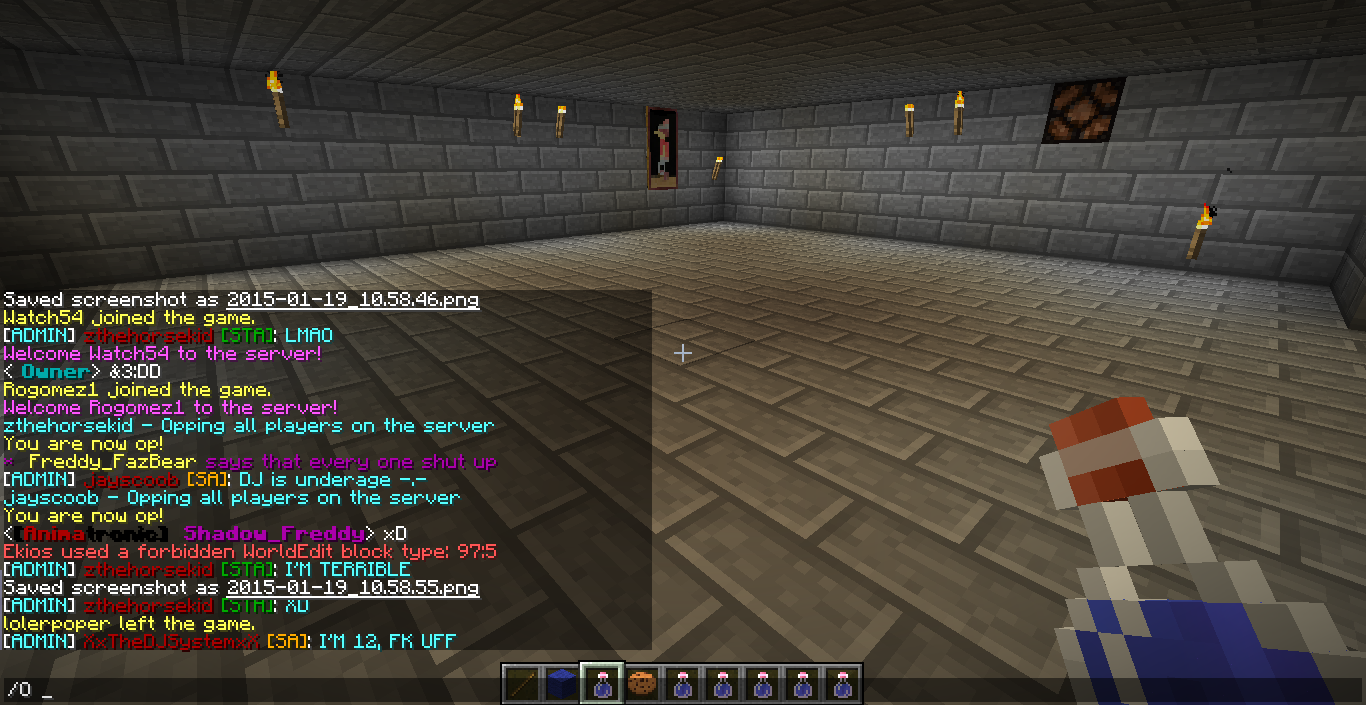 Saved screenshot as 2015-01-19_10.58.46.png
Watch54 joined the game.
[ADMIN] zthehorsekid [STA]: LMAO
Welcome Watch54 to the server!
< Owner> &3:DD
Rogomez1 joined the game.
Welcome Rogomez1 to the server!
zthehorsekid - Opping all players on the server
You are now op!
* Freddy_FazBear says that every one shut up
[ADMIN] jayscoob [SA]: DJ is underage -.-
jayscoob - Opping all players on the server
You are now op!
<[Animatronic] Shadow_Freddy> xD
Ekios used a forbidden WorldEdit block type: 97:5
[ADMIN] zthehorsekid [STA]: I'M TERRIBLE
Saved screenshot as 2015-01-19_10.58.55.png
[ADMIN] zthehorsekid [STA]: XD
lolerpoper left the game.
[ADMIN] XxTheDJSystemxX [SA]: I'M 12, FK OFF
/O _